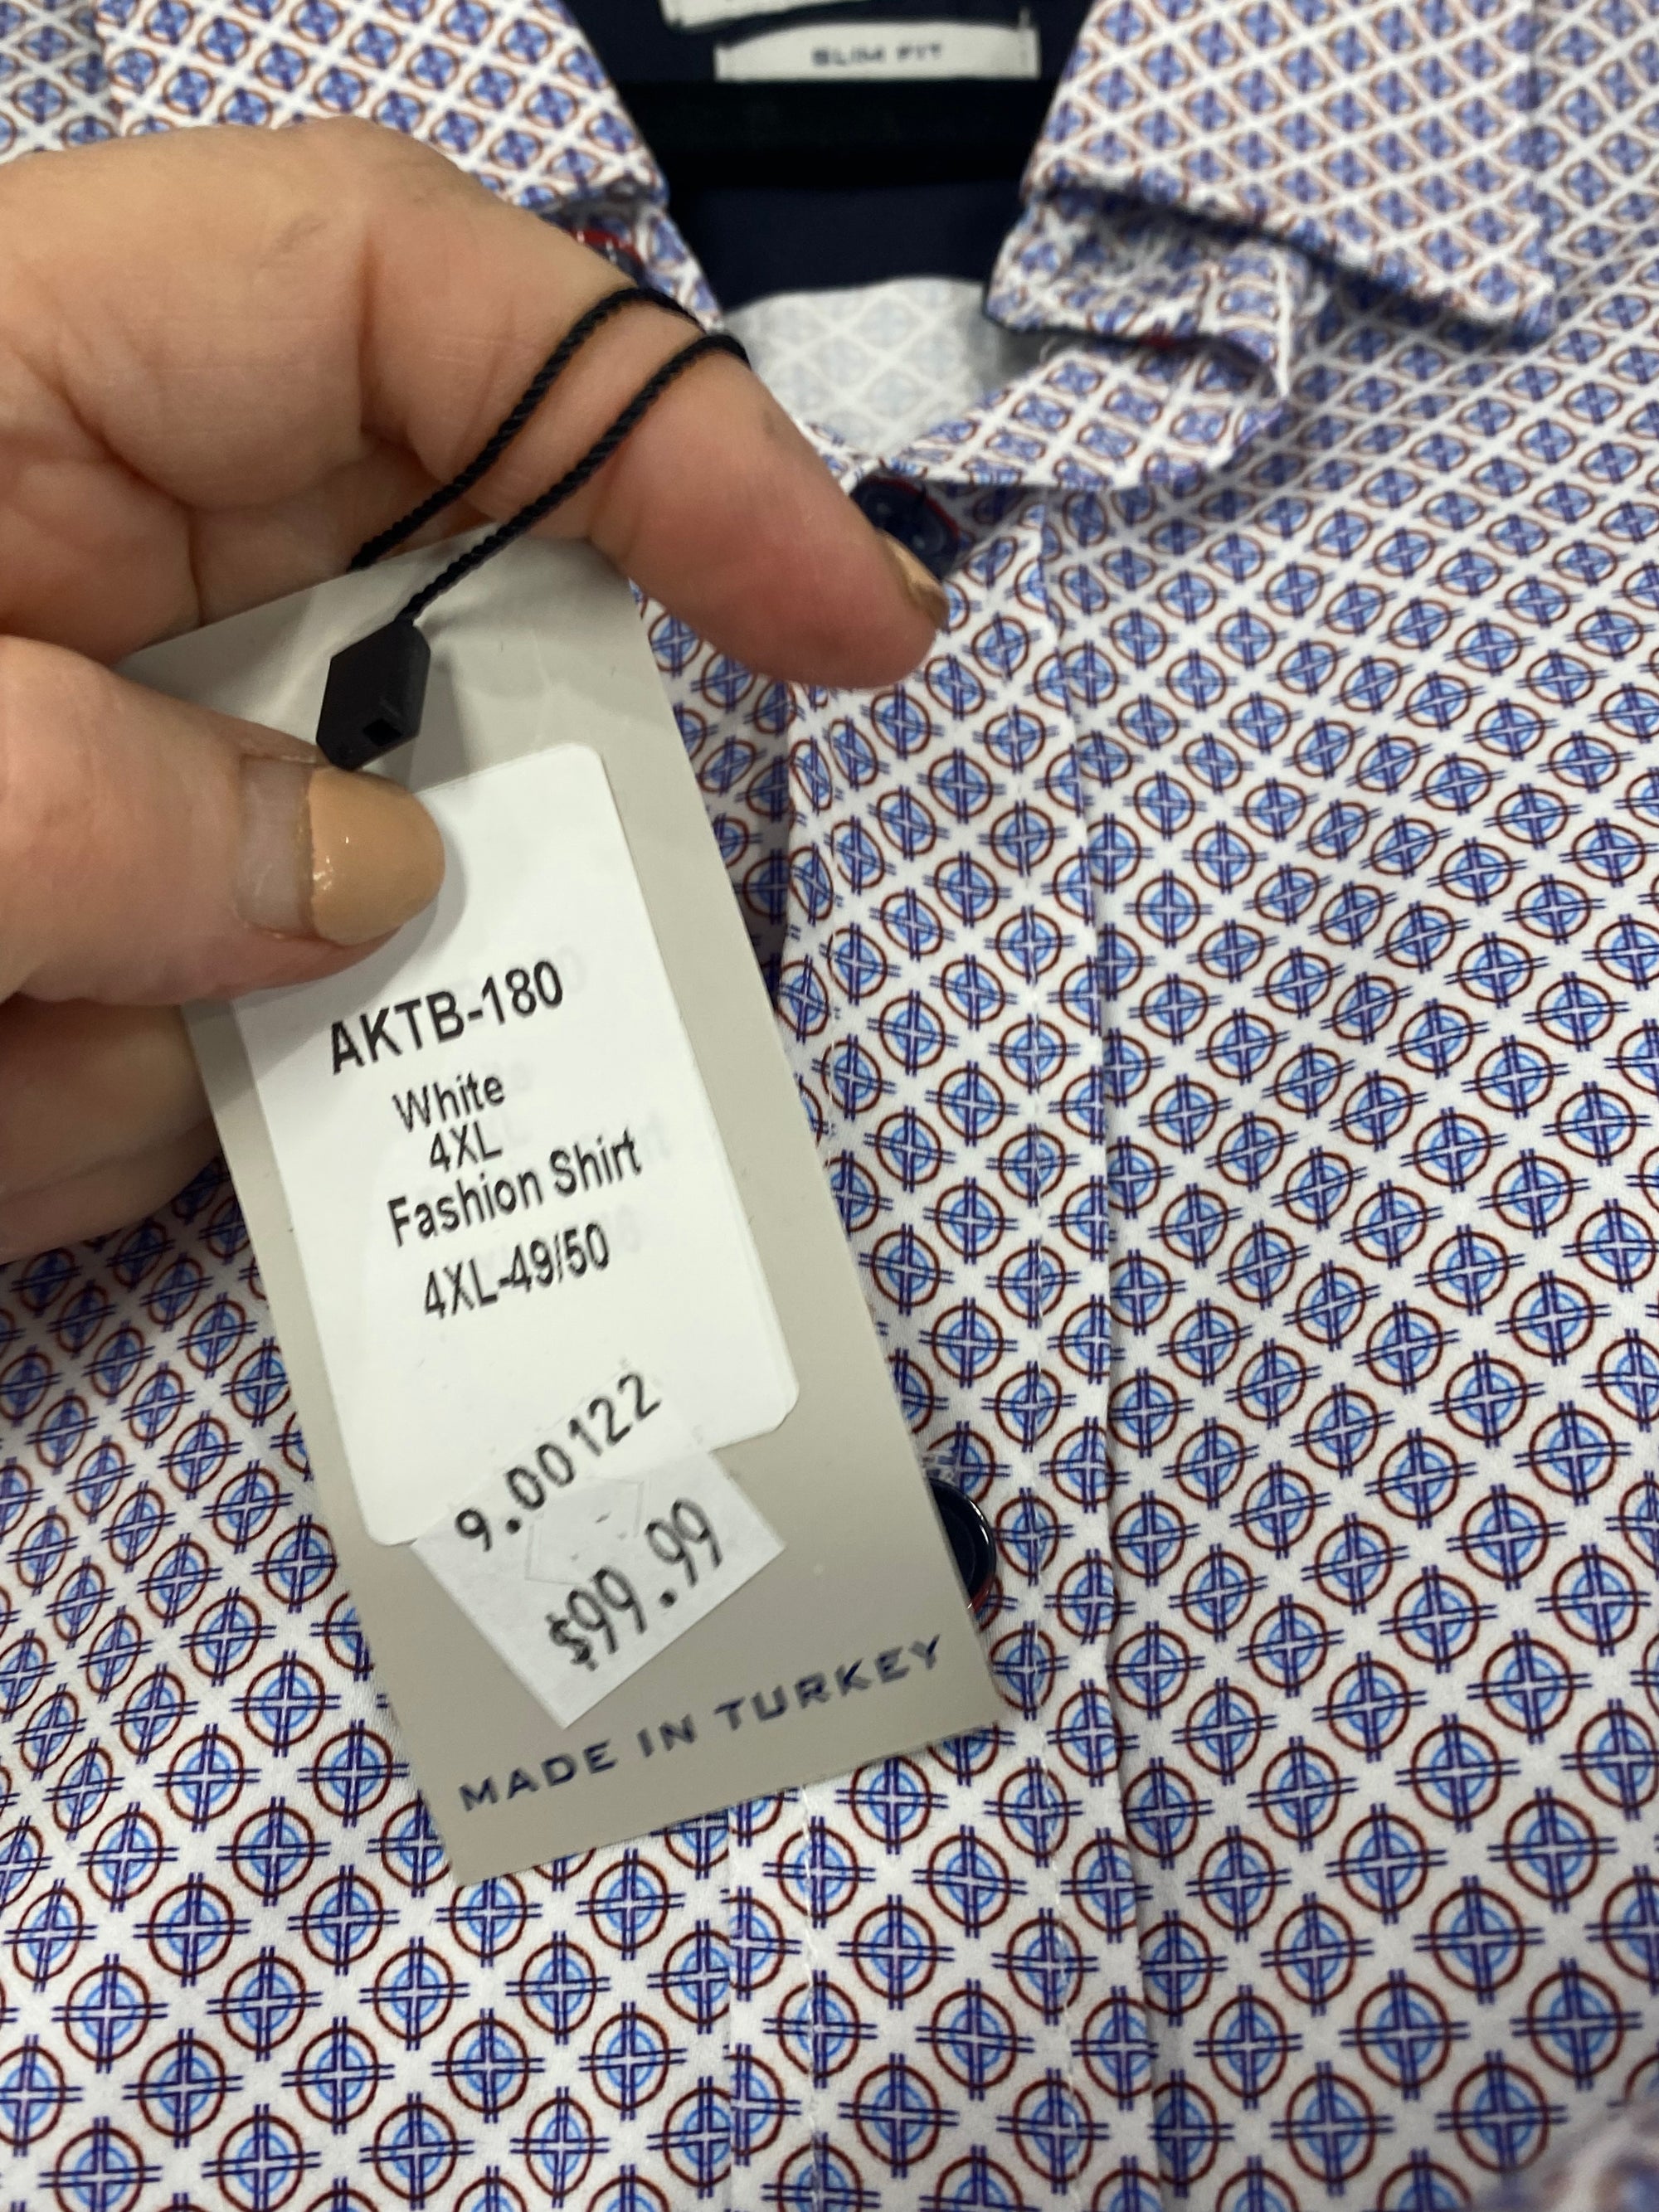 SLIM FIT
AKTB-180
White
4XL
Fashion Shirt
4XL-49/50
9.00122
$99.99
MADE IN TURKEY